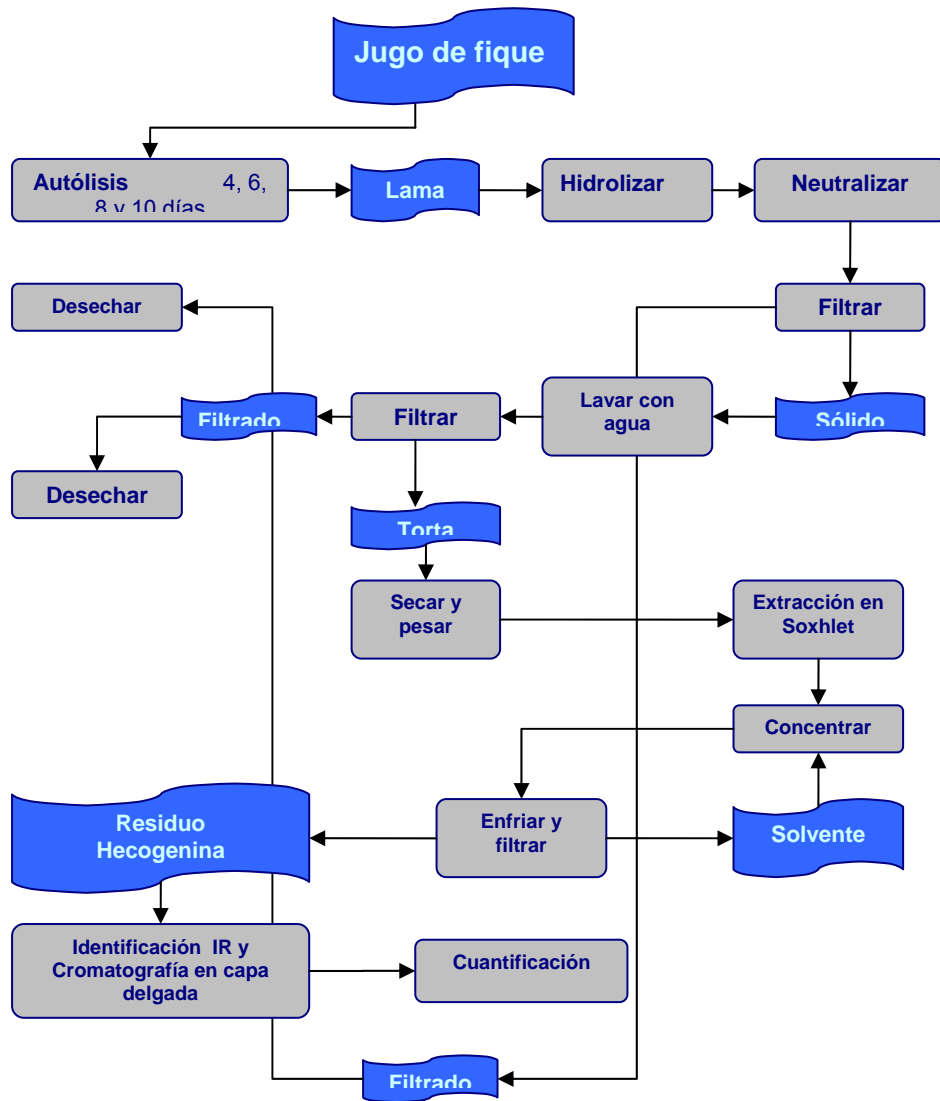 Jugo de fique
Autólisis 4, 6,
8 y 10 días
Lama
Hidrolizar
Neutralizar
Desechar
Filtrar
Filtrado
Filtrar
Lavar con
agua
Sólido
Desechar
Torta
Secar y
pesar
Extracción en
Soxhlet
Concentrar
Residuo
Hecogenina
Enfriar y
filtrar
Solvente
Identificación IR y
Cromatografía en capa
delgada
Cuantificación
Filtrado